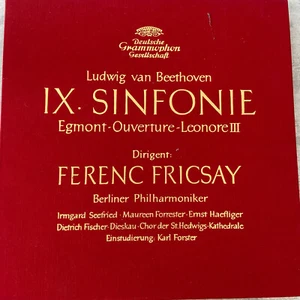 Deutsche
Grammophon
Gesellschaft
Ludwig van Beethoven
IX. SINFONIE
Egmont-Ouverture-Leonore III
Dirigent:
FERENC FRICSAY
Berliner Philharmoniker
Irmgard Seefried · Maureen Forrester · Ernst Haefliger
Dietrich Fischer-Dieskau · Chor der St. Hedwigs-Kathedrale
Einstudierung: Karl Forster